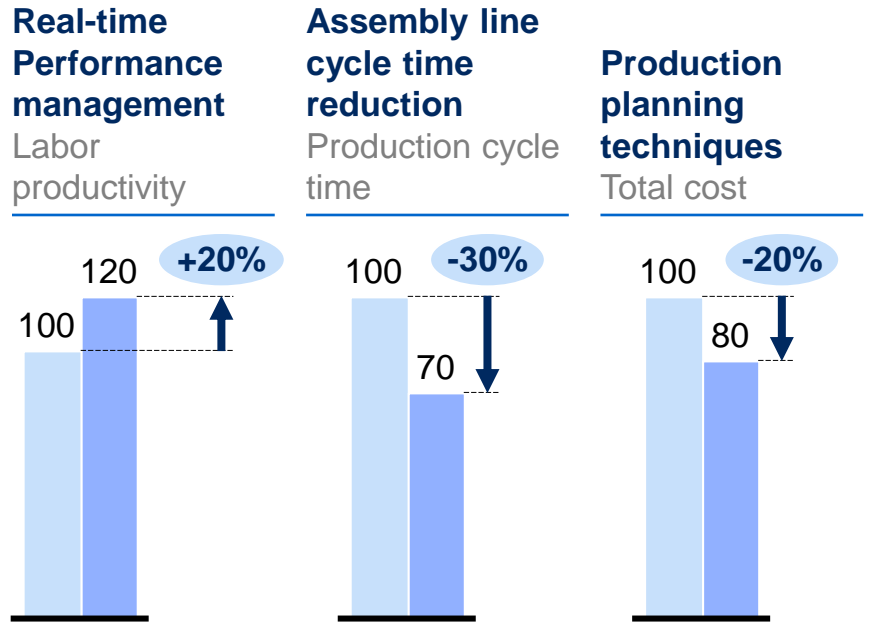 Real-time
Performance
management
Labor
productivity
120
+20%
100
Assembly line
cycle time
reduction
Production cycle
time
100
-30%
70
Production
planning
techniques
Total cost
100
-20%
80